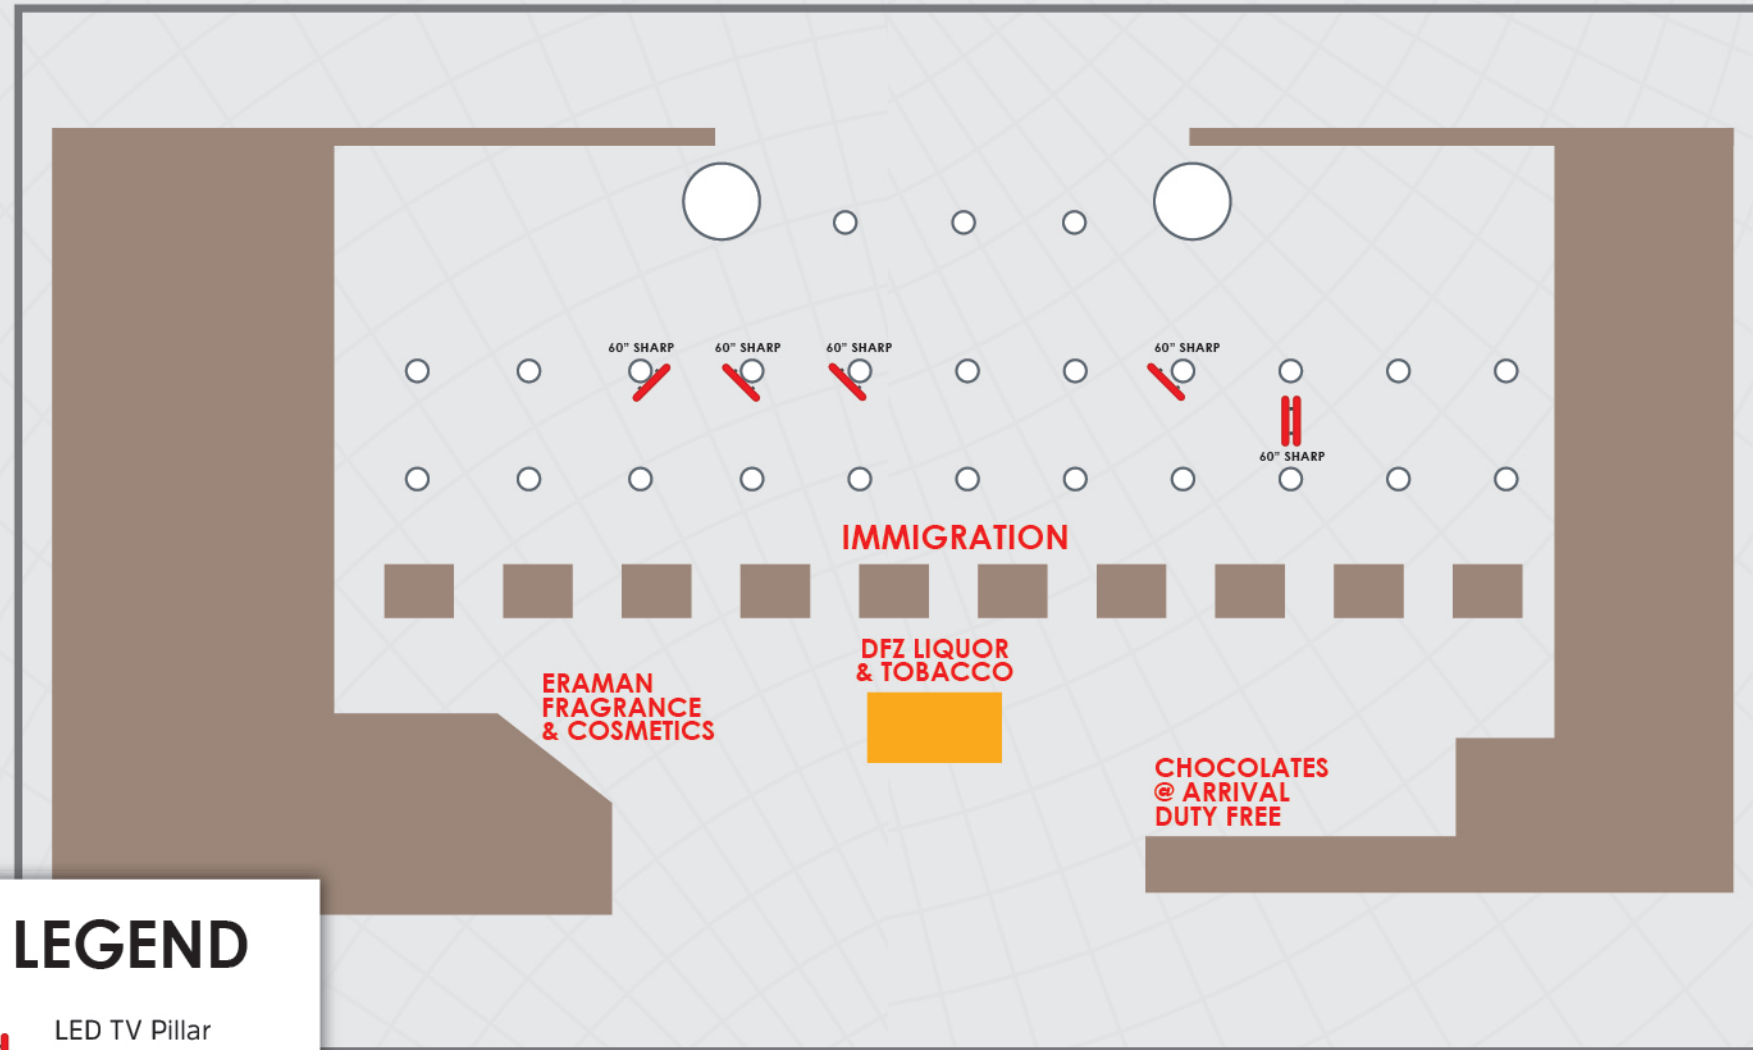 60" SHARP
60" SHARP
60" SHARP
60" SHARP
60" SHARP
IMMIGRATION
DFZ LIQUOR
& TOBACCO
ERAMAN
FRAGRANCE
& COSMETICS
CHOCOLATES
@ ARRIVAL
DUTY FREE
LEGEND
LED TV Pillar